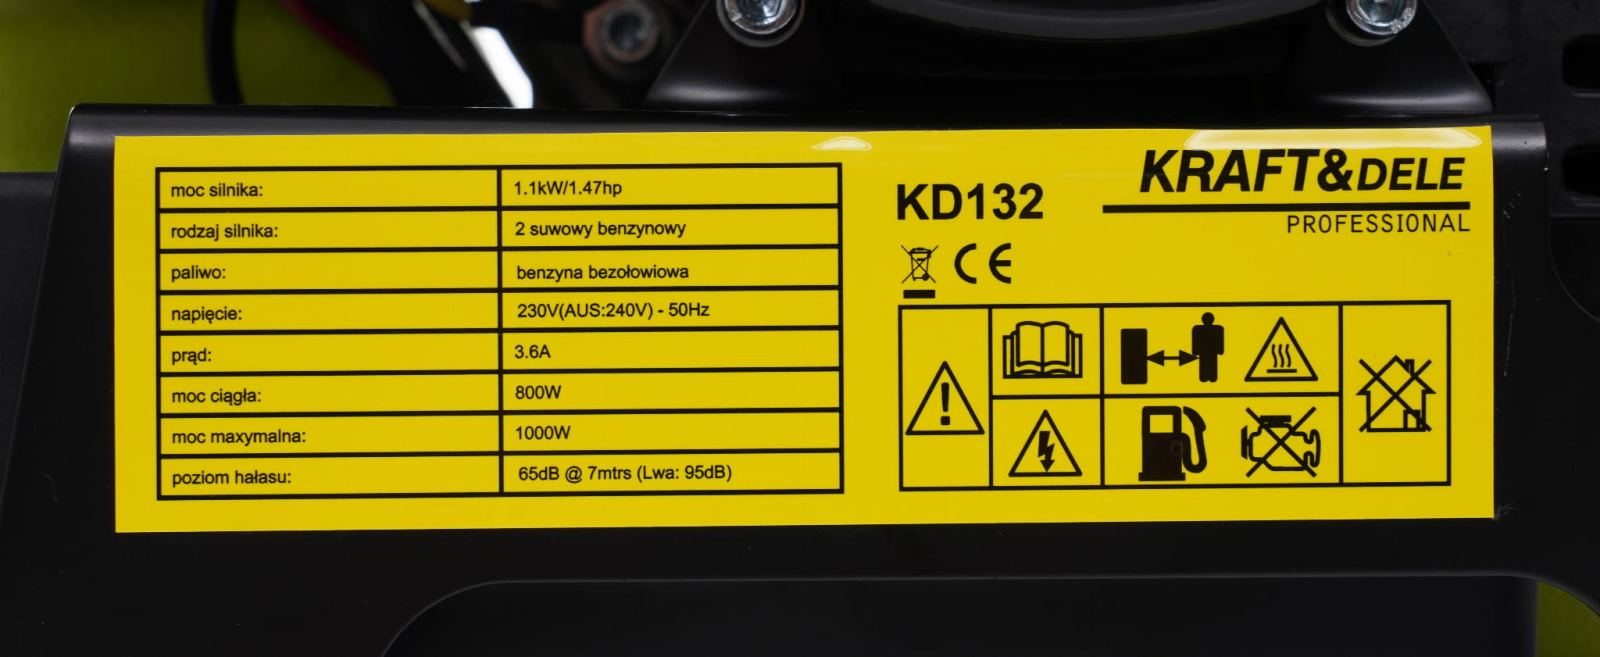 moc silnika: 1.1kW/1.47hp
rodzaj silnika: 2 suwowy benzynowy
paliwo: benzyna bezołowiowa
napięcie: 230V(AUS:240V) - 50Hz
prąd: 3.6A
moc ciągła: 800W
moc maxymalna: 1000W
poziom hałasu: 65dB @ 7mtrs (Lwa: 95dB)
KD132
CE
KRAFT&DELE
PROFESSIONAL